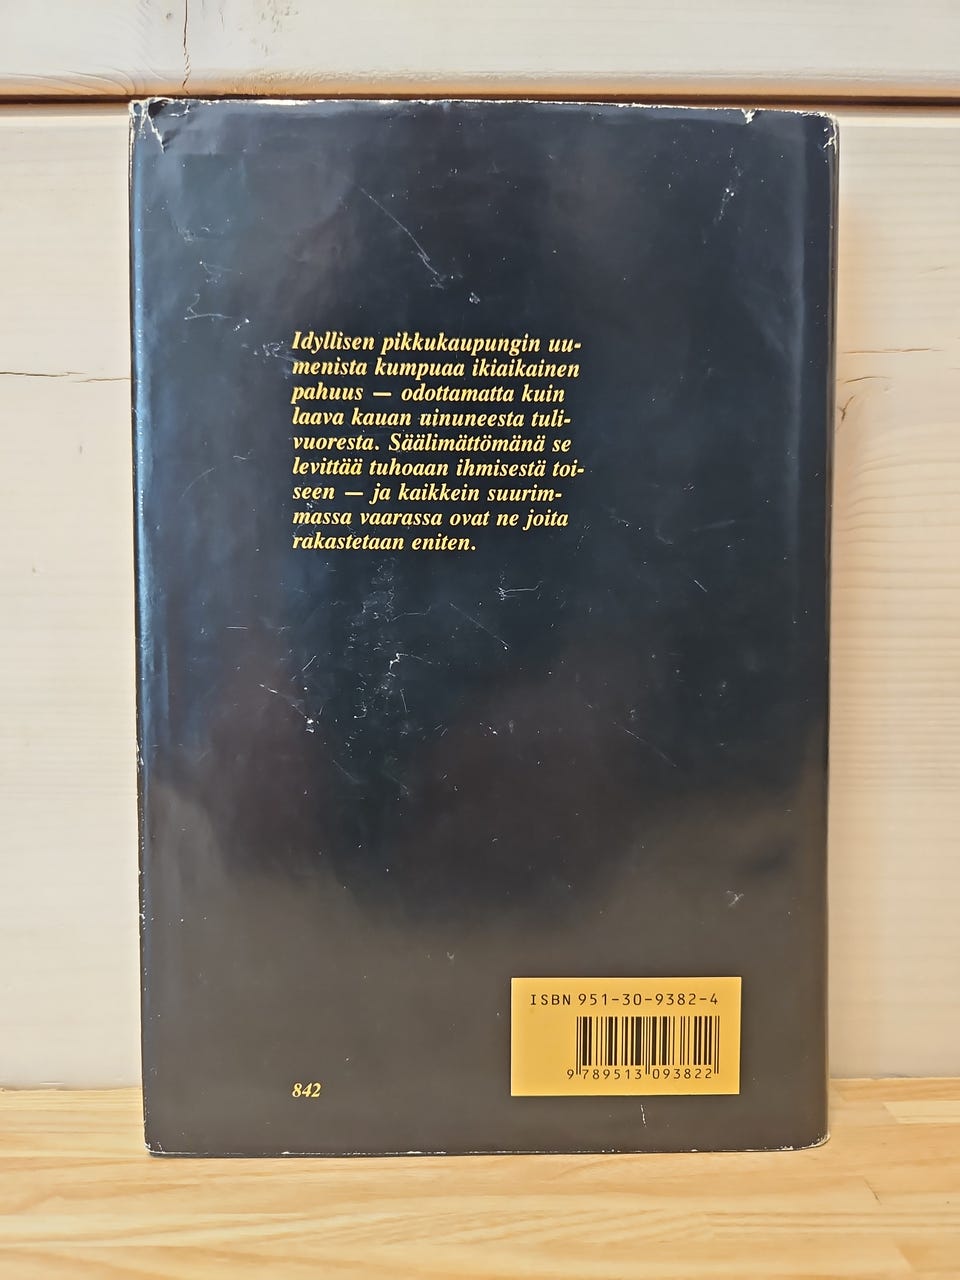 Idyllisen pikkukaupungin uu-
menista kumpuaa ikiaikainen
pahuus — odottamatta kuin
laava kauan uinuneesta tuli-
vuoresta. Säälimättömänä se
levittää tuhoaan ihmisestä toi-
seen — ja kaikkein suurim-
massa vaarassa ovat ne joita
rakastetaan eniten.
ISBN 951-30-9382-4
9 789513 093822
842